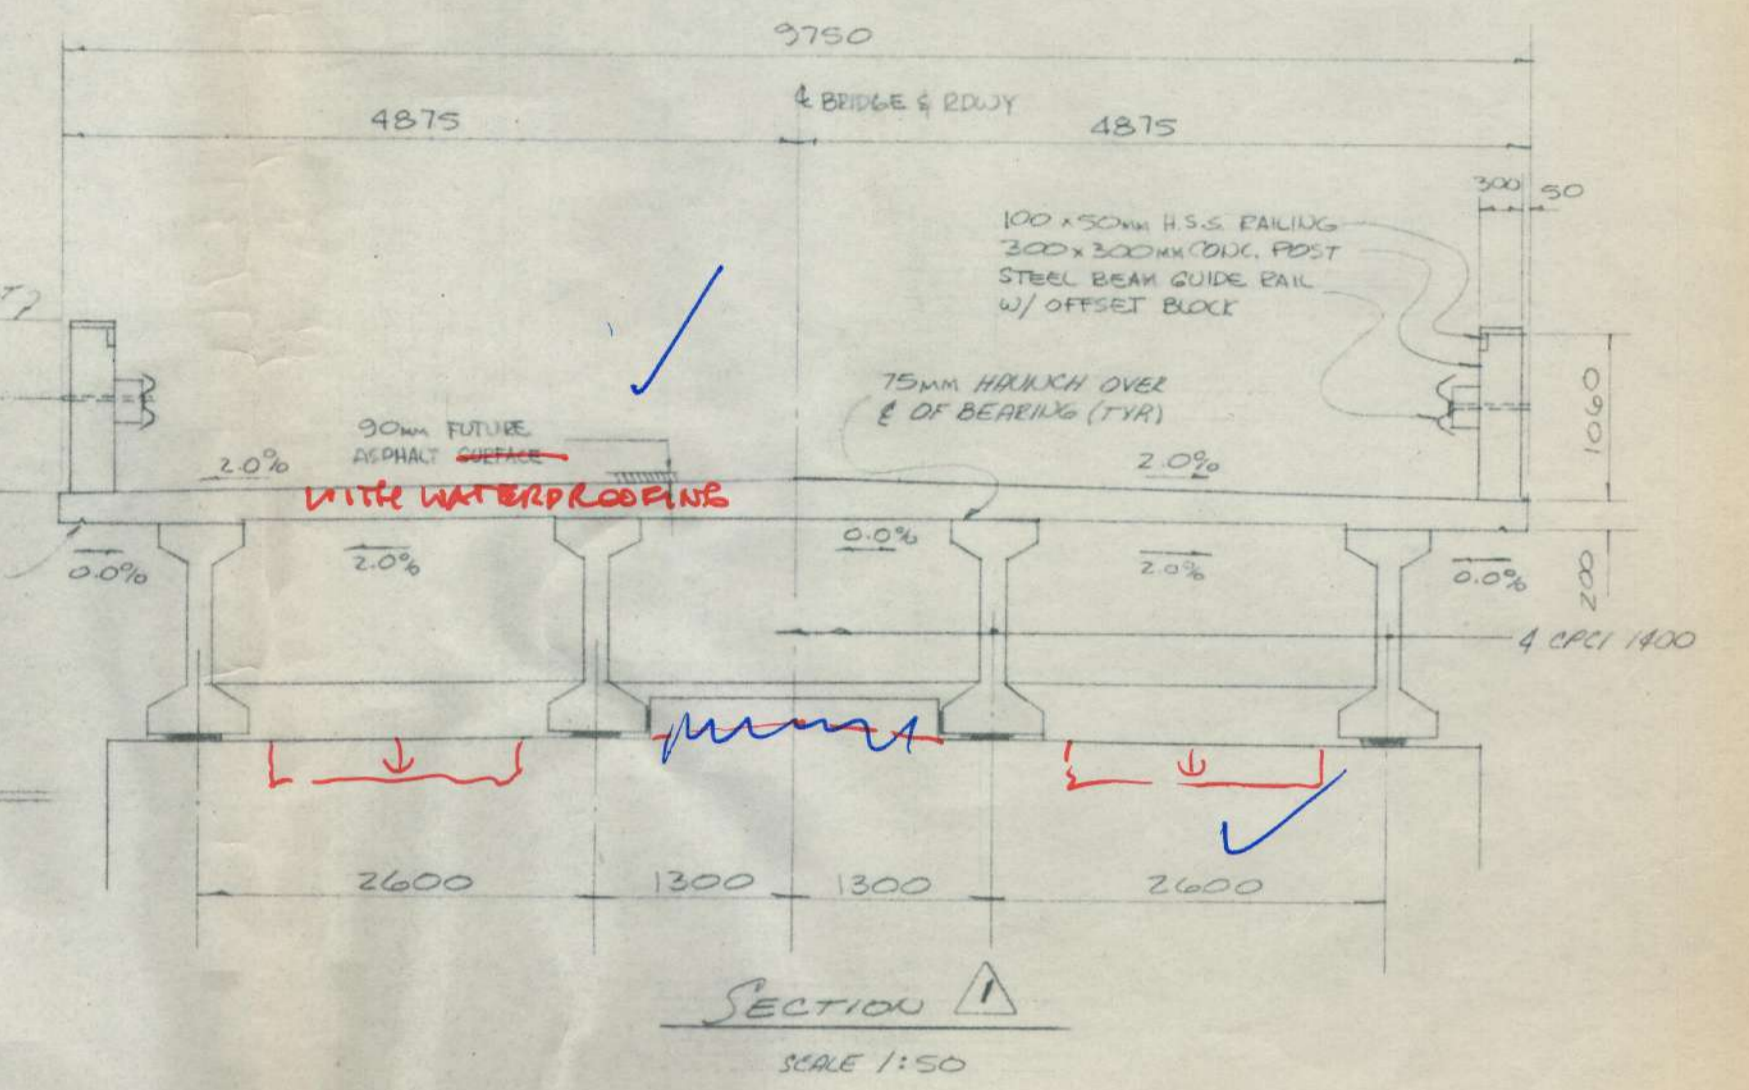 9750
℄ BRIDGE & RDWY
4875
4875
300
50
100 x 50mm H.S.S. RAILING
300 x 300mm CONC. POST
STEEL BEAM GUIDE RAIL
W/ OFFSET BLOCK
75mm HAUNCH OVER
℄ OF BEARING (TYP.)
1060
90mm FUTURE
ASPHALT SURFACE
WITH WATERPROOFING
2.0%
2.0%
0.0%
2.0%
0.0%
2.0%
0.0%
200
℄ CPCI 1400
2600
1300
1300
2600
SECTION 1
SCALE 1:50